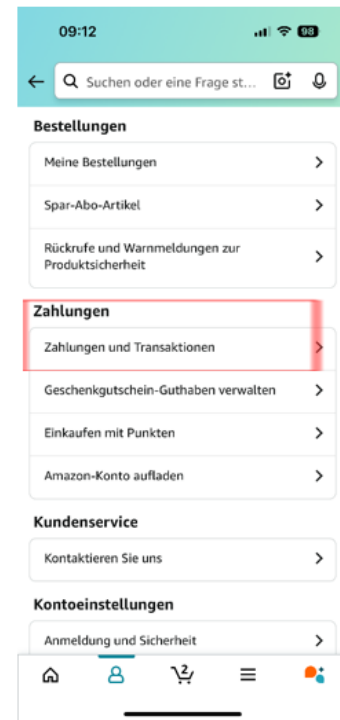 09:12
98
Suchen oder eine Frage st...
Bestellungen
Meine Bestellungen
Spar-Abo-Artikel
Rückrufe und Warnmeldungen zur
Produktsicherheit
Zahlungen
Zahlungen und Transaktionen
Geschenkgutschein-Guthaben verwalten
Einkaufen mit Punkten
Amazon-Konto aufladen
Kundenservice
Kontaktieren Sie uns
Kontoeinstellungen
Anmeldung und Sicherheit
2